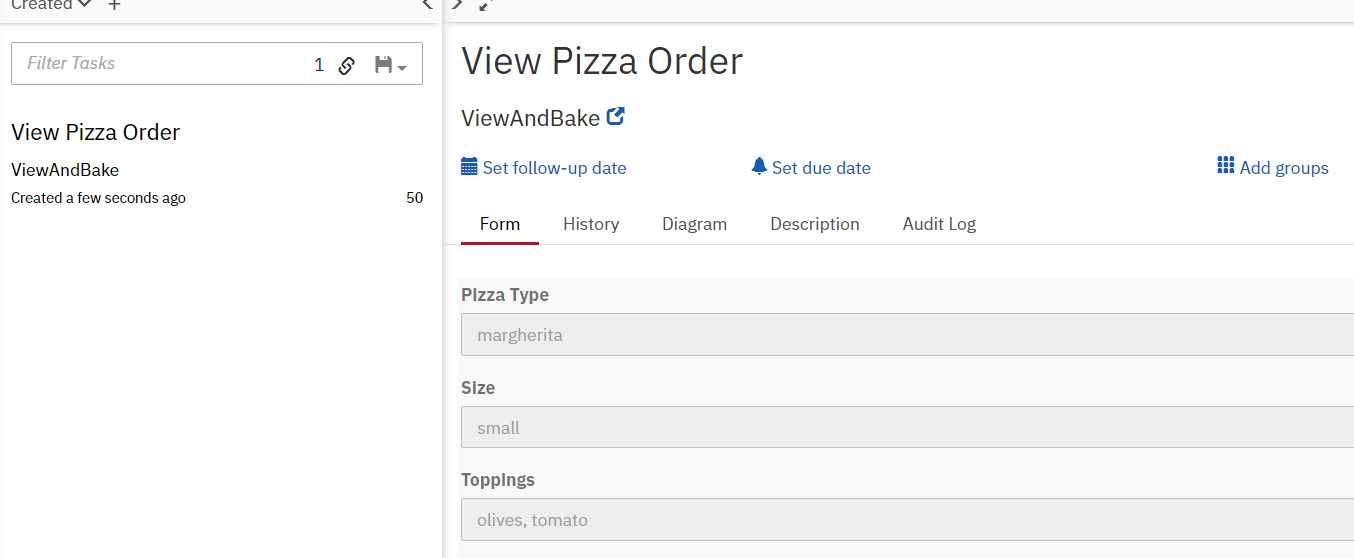 Created
Filter Tasks 1
View Pizza Order
ViewAndBake
Created a few seconds ago 50
View Pizza Order
ViewAndBake
Set follow-up date Set due date Add groups
Form History Diagram Description Audit Log
Pizza Type
margherita
Size
small
Toppings
olives, tomato